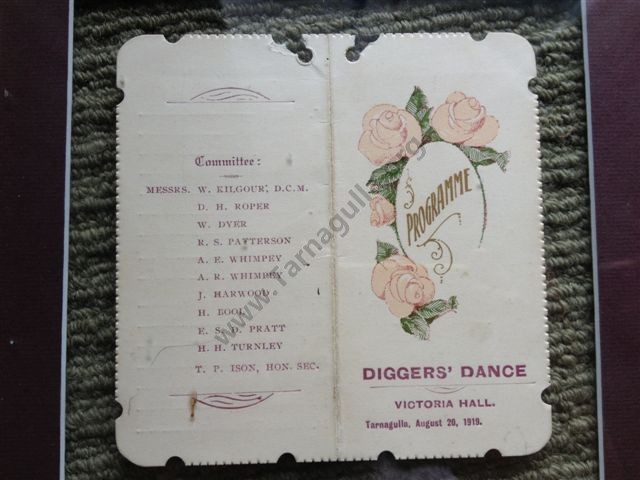 Committee:
MESSRS. W. KILGOUR, D.C.M.
D. H. ROPER
W. DYER
R. S. PATTERSON
A. E. WHIMPEY
A. R. WHIMPEY
J. HARWOOD
H. BOOL
E. S. D. PRATT
H. H. TURNLEY
T. P. ISON, HON. SEC.
PROGRAMME
DIGGERS' DANCE
VICTORIA HALL.
Tarnagulla, August 20, 1919.
www.tarnagulla.org